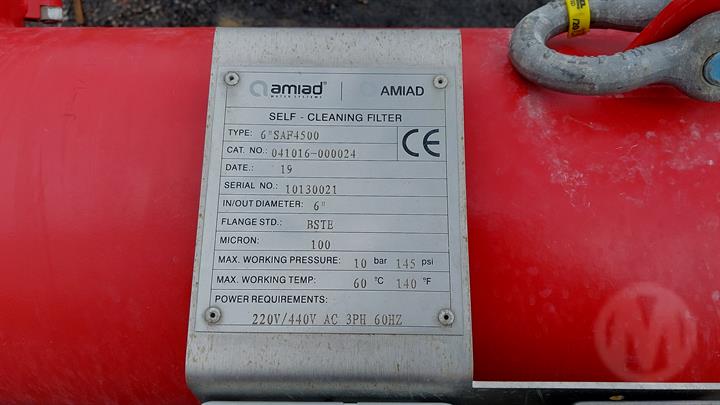 amiad®
WATER SYSTEMS
AMIAD
SELF - CLEANING FILTER
TYPE: 6"SAF4500
CE
CAT. NO.: 041016-000024
DATE.: 19
SERIAL NO.: 10130021
IN/OUT DIAMETER: 6"
FLANGE STD.: BSTE
MICRON: 100
MAX. WORKING PRESSURE: 10 bar 145 psi
MAX. WORKING TEMP: 60 °C 140 °F
POWER REQUIREMENTS:
220V/440V AC 3PH 60HZ
M